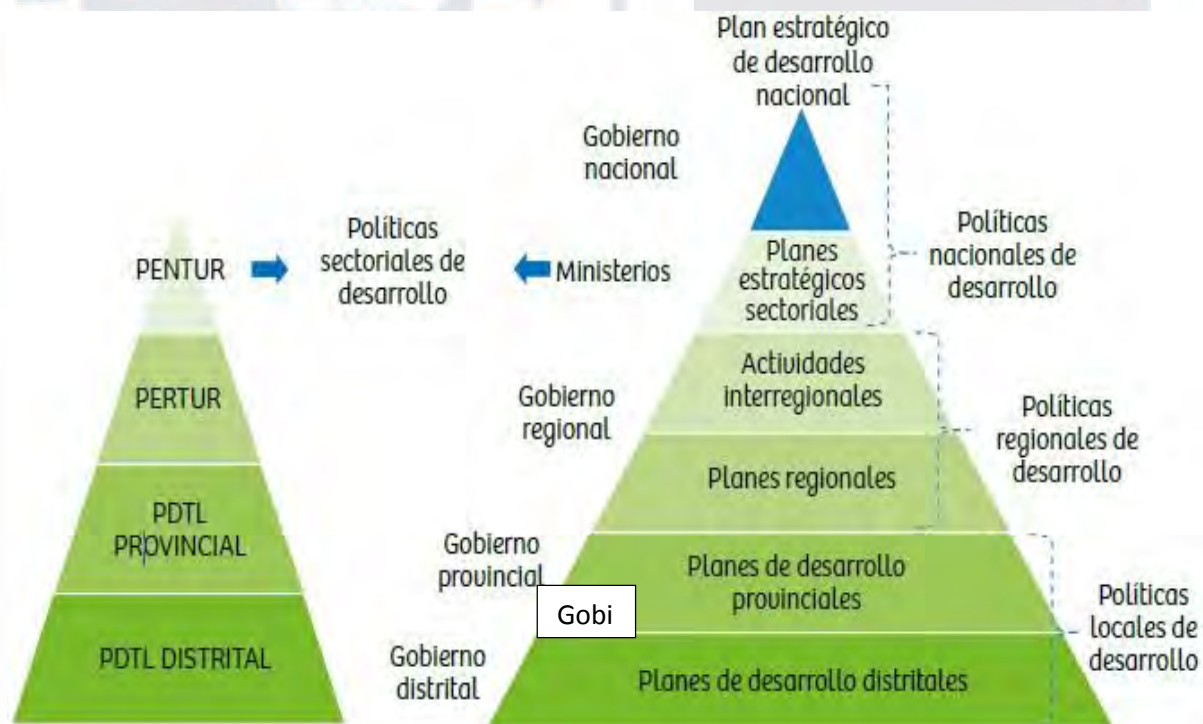 Plan estratégico
de desarrollo
nacional
Gobierno
nacional
Políticas
sectoriales de
desarrollo
PENTUR
Ministerios
Planes
estratégicos
sectoriales
Políticas
nacionales de
desarrollo
PERTUR
Gobierno
regional
Actividades
interregionales
Políticas
regionales de
desarrollo
Planes regionales
PDTL
PROVINCIAL
Gobierno
provincial
Planes de desarrollo
provinciales
Gobi
Políticas
locales de
desarrollo
PDTL DISTRITAL
Gobierno
distrital
Planes de desarrollo distritales